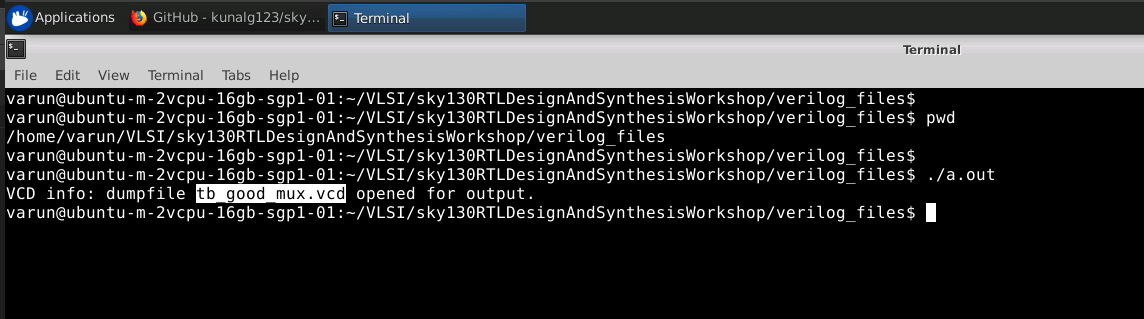 Applications GitHub - kunalg123/sky... Terminal
Terminal
File Edit View Terminal Tabs Help
varun@ubuntu-m-2vcpu-16gb-sgp1-01:~/VLSI/sky130RTLDesignAndSynthesisWorkshop/verilog_files$
varun@ubuntu-m-2vcpu-16gb-sgp1-01:~/VLSI/sky130RTLDesignAndSynthesisWorkshop/verilog_files$ pwd
/home/varun/VLSI/sky130RTLDesignAndSynthesisWorkshop/verilog_files
varun@ubuntu-m-2vcpu-16gb-sgp1-01:~/VLSI/sky130RTLDesignAndSynthesisWorkshop/verilog_files$
varun@ubuntu-m-2vcpu-16gb-sgp1-01:~/VLSI/sky130RTLDesignAndSynthesisWorkshop/verilog_files$ ./a.out
VCD info: dumpfile tb_good_mux.vcd opened for output.
varun@ubuntu-m-2vcpu-16gb-sgp1-01:~/VLSI/sky130RTLDesignAndSynthesisWorkshop/verilog_files$